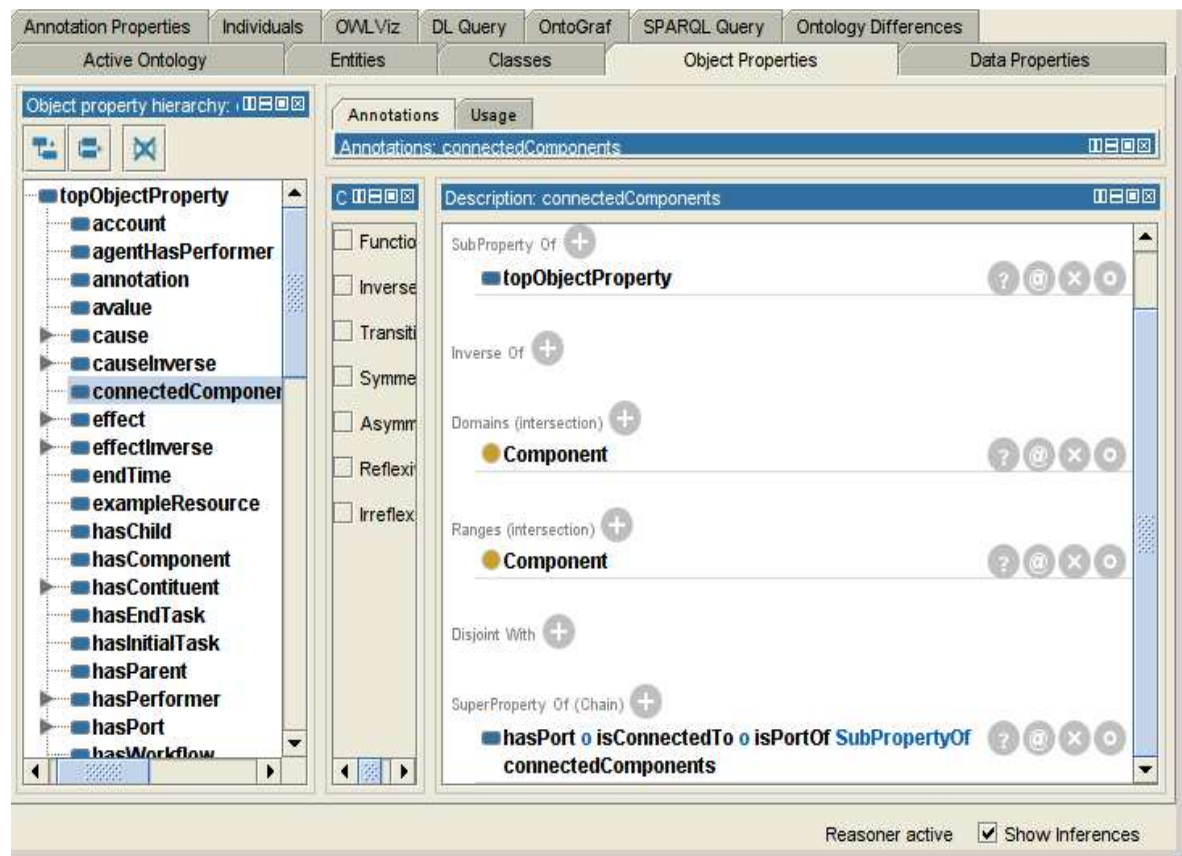 Annotation Properties Individuals OWLViz DL Query OntoGraf SPARQL Query Ontology Differences
Active Ontology Entities Classes Object Properties Data Properties
Object property hierarchy:
topObjectProperty
account
agentHasPerformer
annotation
avalue
cause
causeInverse
connectedComponen
effect
effectInverse
endTime
exampleResource
hasChild
hasComponent
hasContituent
hasEndTask
hasInitialTask
hasParent
hasPerformer
hasPort
hasWorkflow
Annotations Usage
Annotations: connectedComponents
C
Functio
Inverse
Transiti
Symme
Asymm
Reflexi
Irreflex
Description: connectedComponents
SubProperty Of
topObjectProperty
Inverse Of
Domains (intersection)
Component
Ranges (intersection)
Component
Disjoint With
SuperProperty Of (Chain)
hasPort o isConnectedTo o isPortOf SubPropertyOf
connectedComponents
Reasoner active Show Inferences